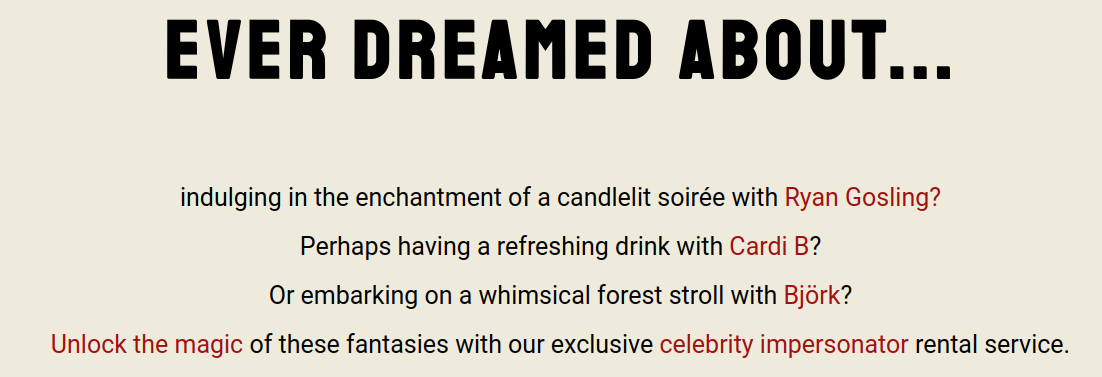 EVER DREAMED ABOUT...
indulging in the enchantment of a candlelit soirée with Ryan Gosling?
Perhaps having a refreshing drink with Cardi B?
Or embarking on a whimsical forest stroll with Björk?
Unlock the magic of these fantasies with our exclusive celebrity impersonator rental service.